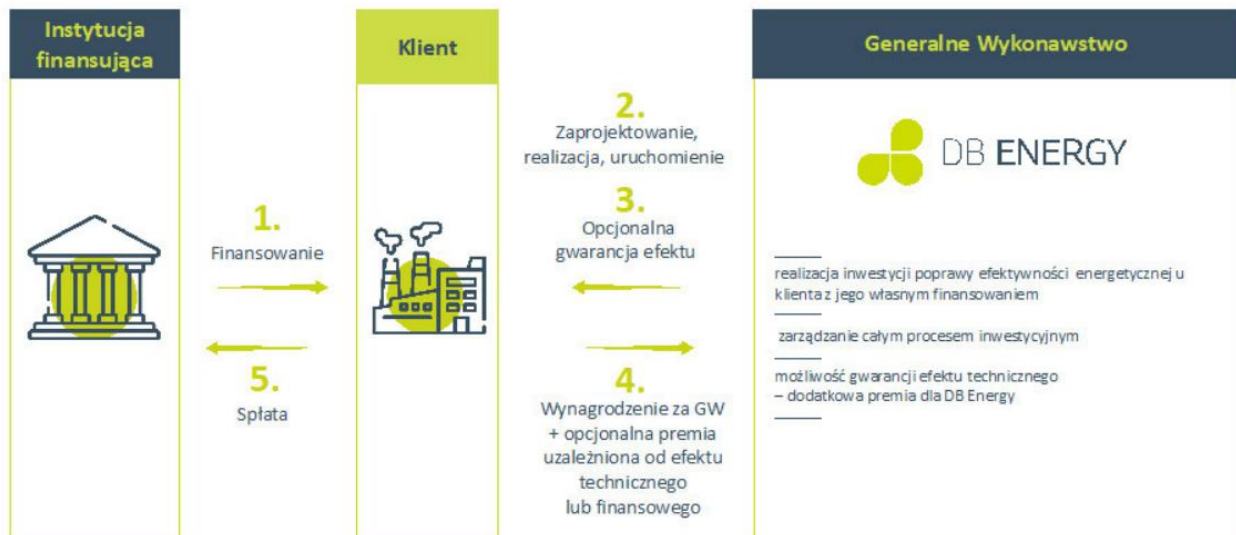 Instytucja
finansująca
Klient
Generalne Wykonawstwo
1.
Finansowanie
5.
Spłata
2.
Zaprojektowanie,
realizacja, uruchomienie
3.
Opcjonalna
gwarancja efektu
4.
Wynagrodzenie za GW
+ opcjonalna premia
uzależniona od efektu
technicznego
lub finansowego
DB ENERGY
realizacja inwestycji poprawy efektywności energetycznej u
klienta z jego własnym finansowaniem
zarządzanie całym procesem inwestycyjnym
możliwość gwarancji efektu technicznego
– dodatkowa premia dla DB Energy